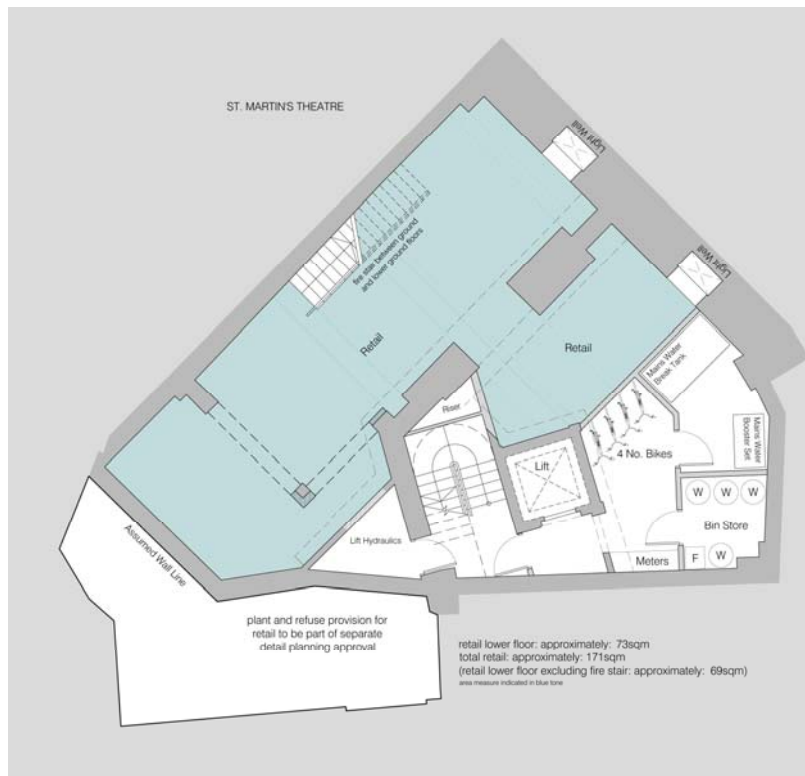 ST. MARTIN'S THEATRE
Light Well
Light Well
fire stair between ground
and lower ground floors
Retail
Retail
Mains Water
Break Tank
Riser
Mains Water
Booster Set
4 No. Bikes
Lift
W W W
Bin Store
Lift Hydraulics
F W
Meters
Assumed Wall Line
plant and refuse provision for
retail to be part of separate
detail planning approval
retail lower floor: approximately: 73sqm
total retail: approximately: 171sqm
(retail lower floor excluding fire stair: approximately: 69sqm)
area measure indicated in blue tone